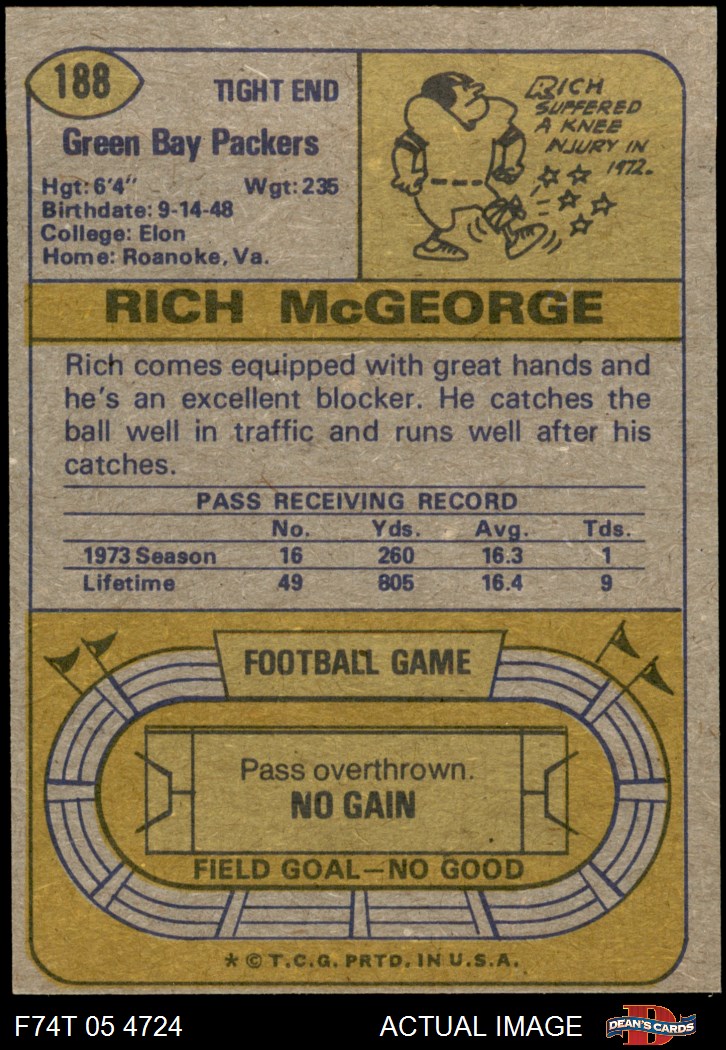 188
TIGHT END
Green Bay Packers
Hgt: 6'4" Wgt: 235
Birthdate: 9-14-48
College: Elon
Home: Roanoke, Va.
RICH
SUFFERED
A KNEE
INJURY IN
1972.
RICH McGEORGE
Rich comes equipped with great hands and
he's an excellent blocker. He catches the
ball well in traffic and runs well after his
catches.
PASS RECEIVING RECORD
No. Yds. Avg. Tds.
1973 Season 16 260 16.3 1
Lifetime 49 805 16.4 9
FOOTBALL GAME
Pass overthrown.
NO GAIN
FIELD GOAL—NO GOOD
* © T.C.G. PRTD. IN U.S.A.
F74T 05 4724 ACTUAL IMAGE
D
DEAN'S CARDS